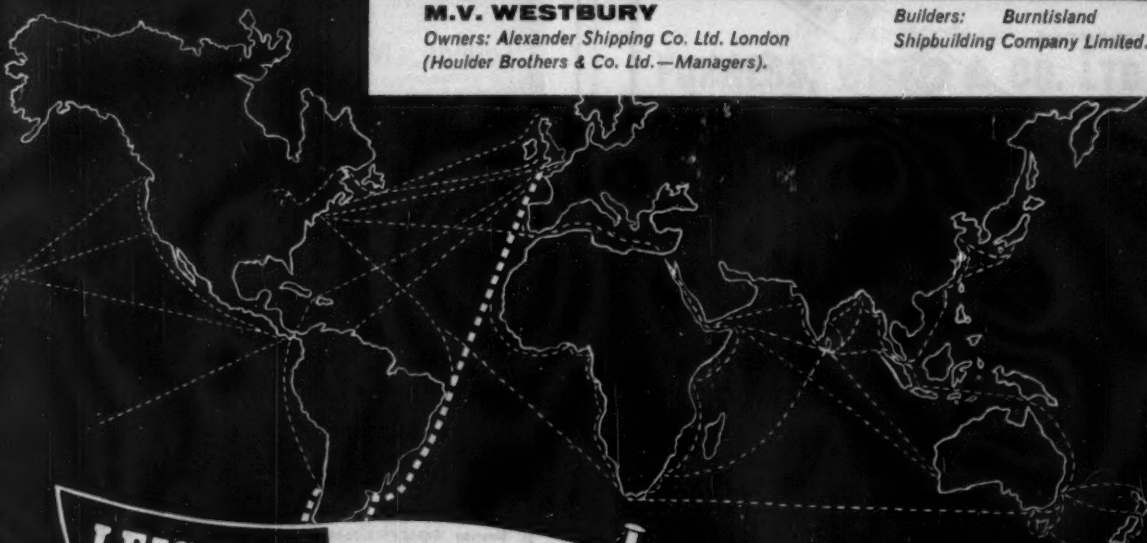 M.V. WESTBURY
Owners: Alexander Shipping Co. Ltd. London
(Houlder Brothers & Co. Ltd.—Managers).
Builders: Burntisland
Shipbuilding Company Limited.